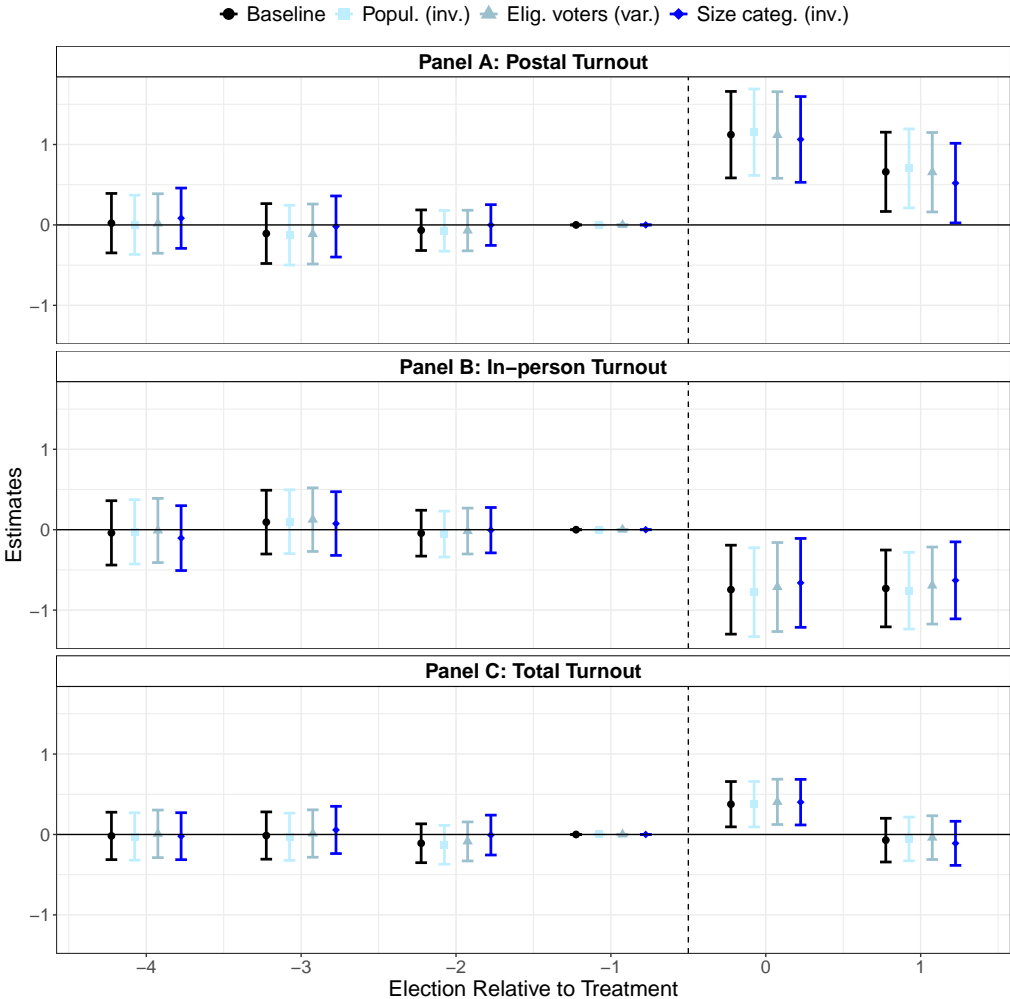 Baseline Popul. (inv.) Elig. voters (var.) Size categ. (inv.)
Panel A: Postal Turnout
1
0
−1
Panel B: In−person Turnout
1
0
−1
Panel C: Total Turnout
1
0
−1
Estimates
−4 −3 −2 −1 0 1
Election Relative to Treatment